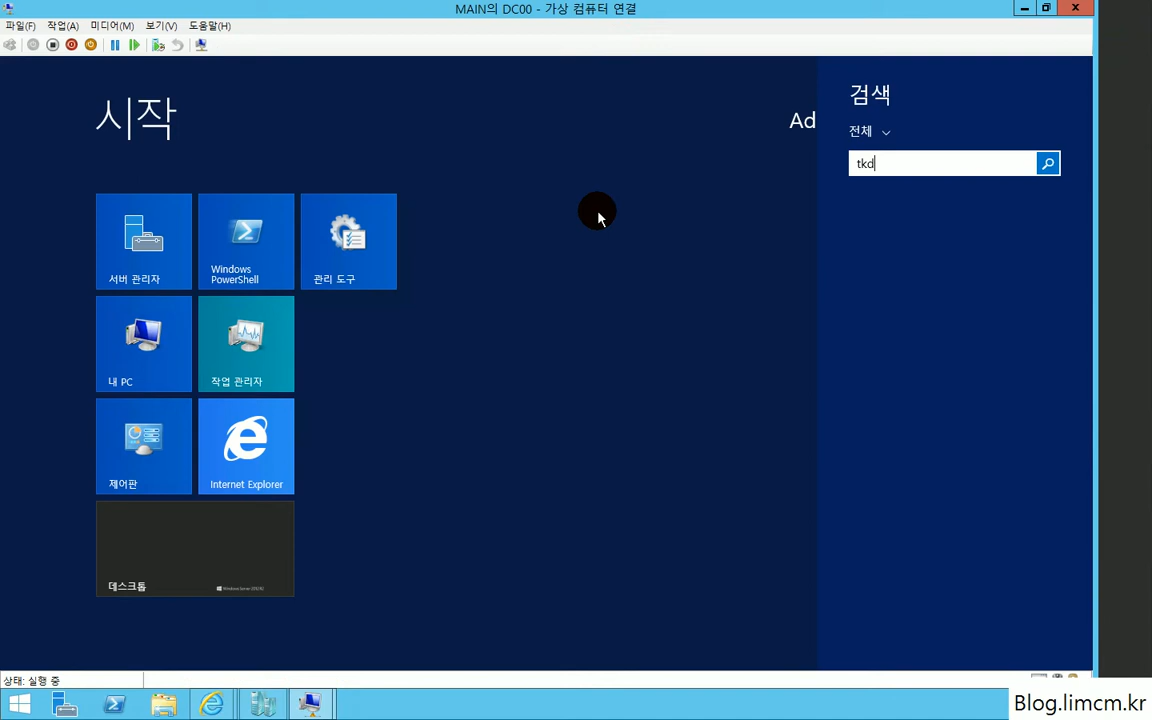 MAIN의 DC00 - 가상 컴퓨터 연결
파일(F) 작업(A) 미디어(M) 보기(V) 도움말(H)
시작
Ad
검색
전체
tkd
서버 관리자
Windows
PowerShell
관리 도구
내 PC
작업 관리자
제어판
Internet Explorer
데스크톱
상태: 실행 중
Blog.limcm.kr